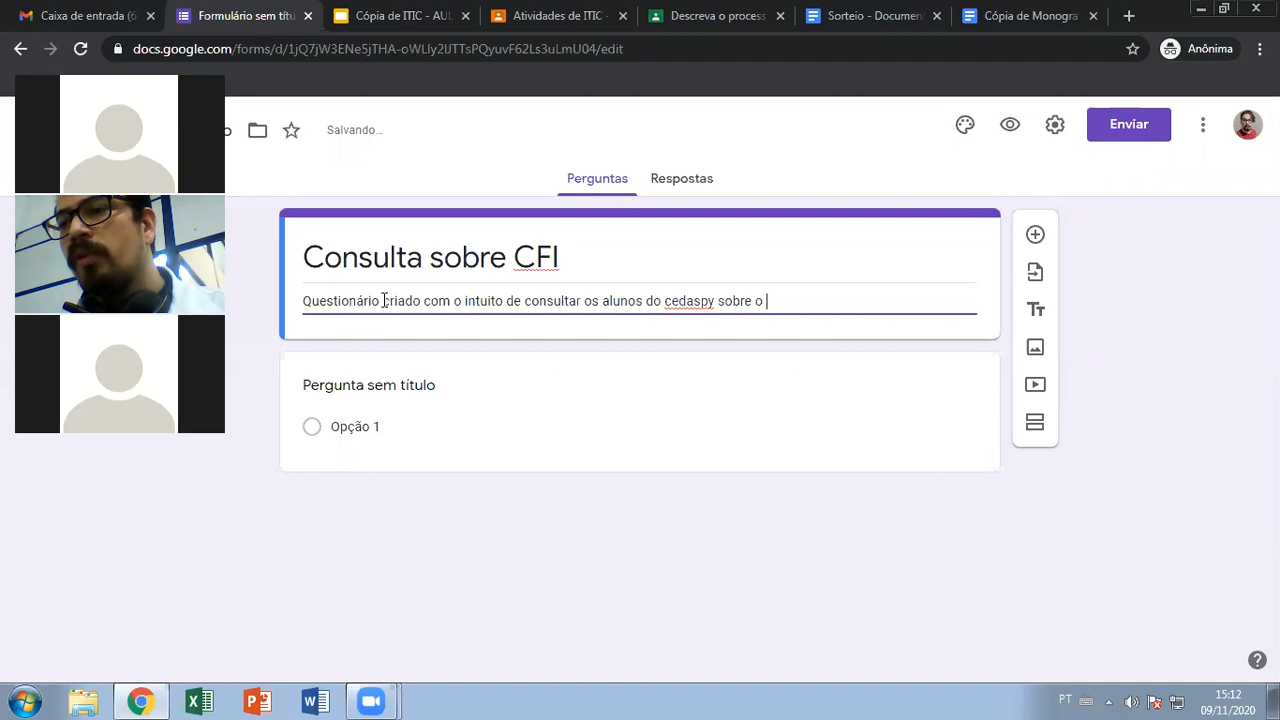 Caixa de entrada (6
Formulário sem títu
Cópia de ITIC - AUL
Atividades de ITIC -
Descreva o process
Sorteio - Documen
Cópia de Monogra
docs.google.com/forms/d/1jQ7jW3ENe5jTHA-oWLly2lJTTsPQyuvF62Ls3uLmU04/edit
Anônima
o
Salvando...
Enviar
Perguntas
Respostas
Consulta sobre CFI
Questionário criado com o intuito de consultar os alunos do cedaspy sobre o
Pergunta sem título
Opção 1
PT
15:12
09/11/2020